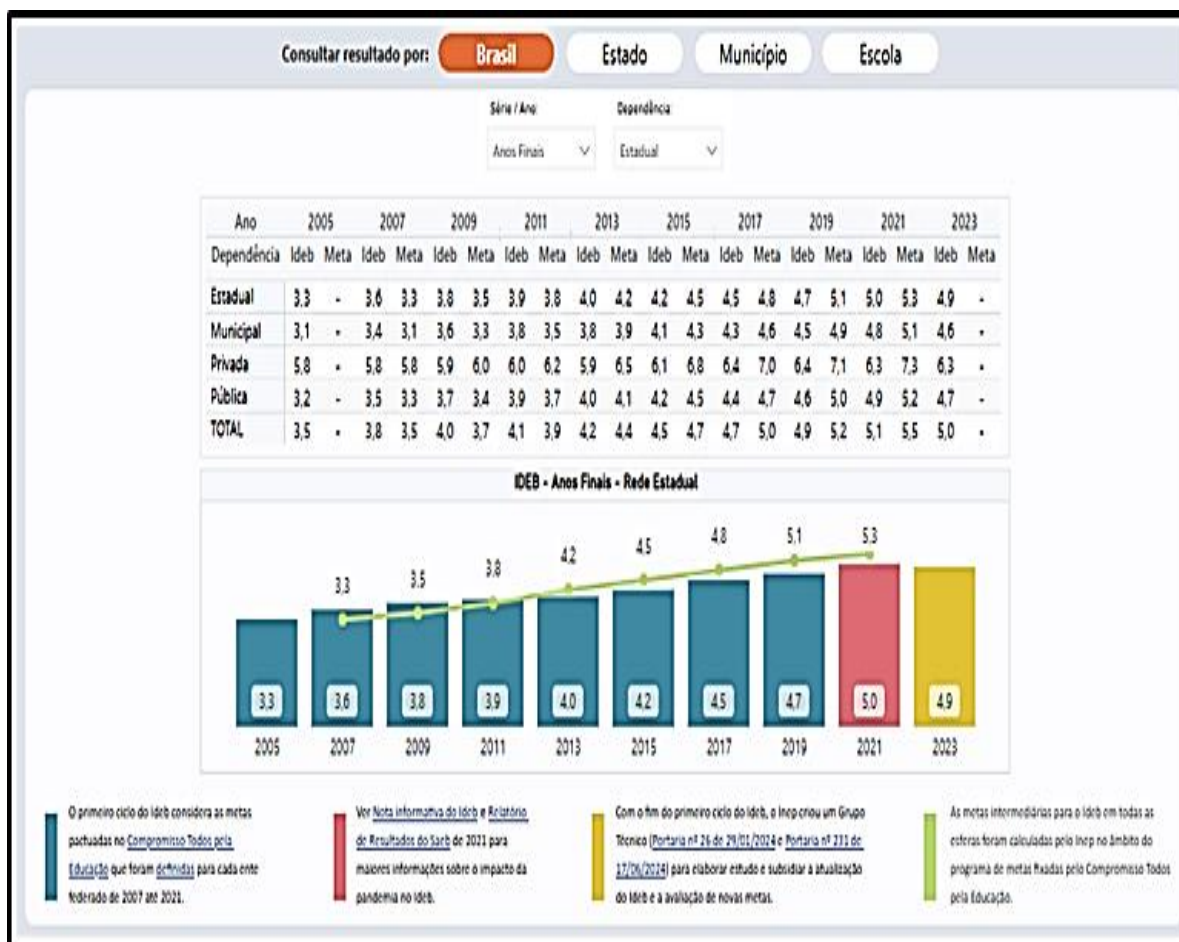 Consultar resultado por: Brasil Estado Município Escola
Série / Ano: Dependência:
Anos Finais Estadual
Ano 2005 2007 2009 2011 2013 2015 2017 2019 2021 2023
Dependência Ideb Meta Ideb Meta Ideb Meta Ideb Meta Ideb Meta Ideb Meta Ideb Meta Ideb Meta Ideb Meta Ideb Meta
Estadual 3,3 - 3,6 3,3 3,8 3,5 3,9 3,8 4,0 4,2 4,2 4,5 4,5 4,8 4,7 5,1 5,0 5,3 4,9 -
Municipal 3,1 - 3,4 3,1 3,6 3,3 3,8 3,5 3,8 3,9 4,1 4,3 4,3 4,6 4,5 4,9 4,8 5,1 4,6 -
Privada 5,8 - 5,8 5,8 5,9 6,0 6,0 6,2 5,9 6,5 6,1 6,8 6,4 7,0 6,4 7,1 6,3 7,3 6,3 -
Pública 3,2 - 3,5 3,3 3,7 3,4 3,9 3,7 4,0 4,1 4,2 4,5 4,4 4,7 4,6 5,0 4,9 5,2 4,7 -
TOTAL 3,5 - 3,8 3,5 4,0 3,7 4,1 3,9 4,2 4,4 4,5 4,7 4,7 5,0 4,9 5,2 5,1 5,5 5,0 -
IDEB - Anos Finais - Rede Estadual
3,3 3,5 3,8 4,2 4,5 4,8 5,1 5,3
3,3 3,6 3,8 3,9 4,0 4,2 4,5 4,7 5,0 4,9
2005 2007 2009 2011 2013 2015 2017 2019 2021 2023
O primeiro ciclo do Ideb considera as metas
pactuadas no Compromisso Todos pela
Educação que foram definidas para cada ente
federado de 2007 até 2021.
Ver Nota informativa do Ideb e Relatório
de Resultados do Saeb de 2021 para
maiores informações sobre o impacto da
pandemia no Ideb.
Com o fim do primeiro ciclo do Ideb, o Inep criou um Grupo
Técnico (Portaria nº 26 de 29/01/2024 e Portaria nº 231 de
17/06/2024) para elaborar estudo e subsidiar a atualização
do Ideb e a avaliação de novas metas.
As metas intermediárias para o Ideb em todas as
esferas foram calculadas pelo Inep no âmbito do
programa de metas fixadas pelo Compromisso Todos
pela Educação.